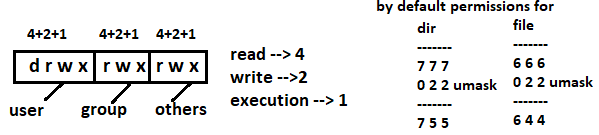 4+2+1 4+2+1 4+2+1
d r w x r w x r w x
user group others
read --> 4
write -->2
execution --> 1
by default permissions for
dir file
------- -------
7 7 7 6 6 6
0 2 2 umask 0 2 2 umask
------- -------
7 5 5 6 4 4